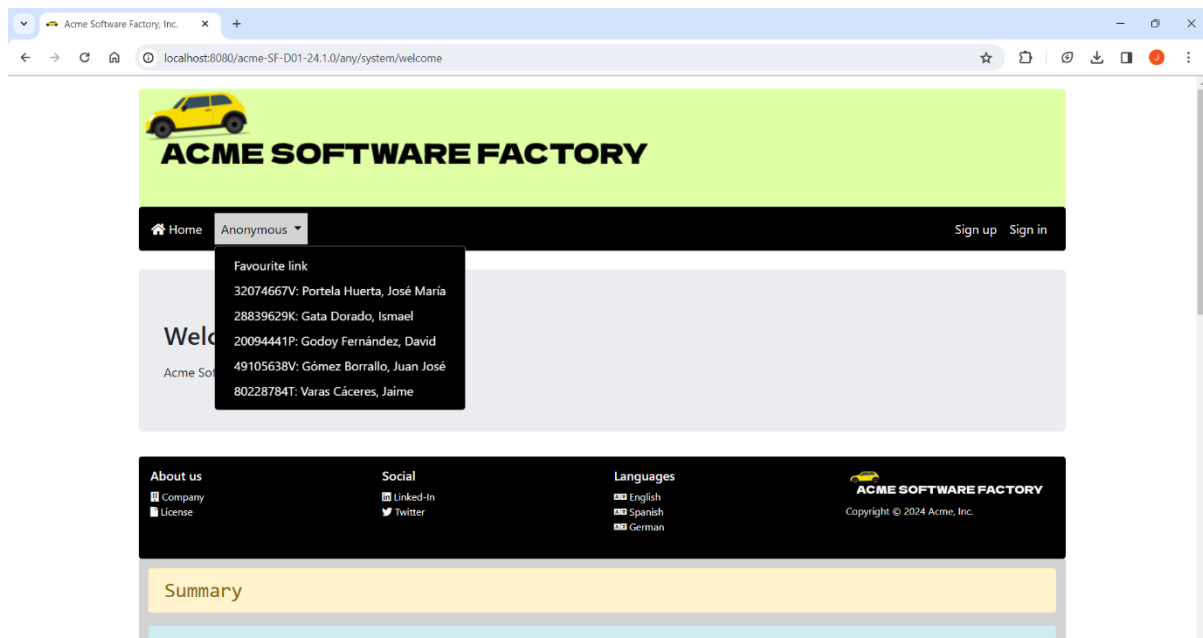 Acme Software Factory, Inc.
localhost:8080/acme-SF-D01-24.1.0/any/system/welcome
J
ACME SOFTWARE FACTORY
Home Anonymous Sign up Sign in
Favourite link
32074667V: Portela Huerta, José María
28839629K: Gata Dorado, Ismael
20094441P: Godoy Fernández, David
49105638V: Gómez Borrallo, Juan José
80228784T: Varas Cáceres, Jaime
Welc
Acme Sof
About us
Company
License
Social
Linked-In
Twitter
Languages
English
Spanish
German
ACME SOFTWARE FACTORY
Copyright © 2024 Acme, Inc.
Summary